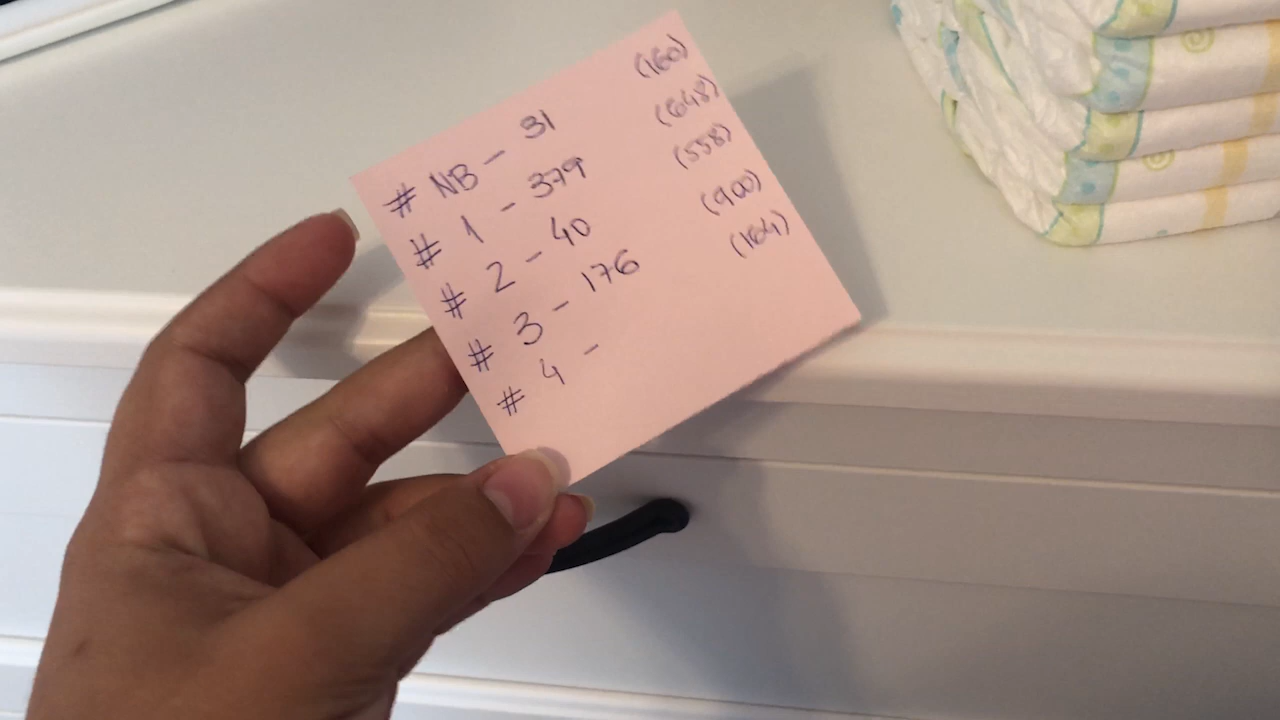 # NB - 31 (160)
# 1 - 379 (648)
# 2 - 40 (558)
# 3 - 176 (900)
# 4 - (164)